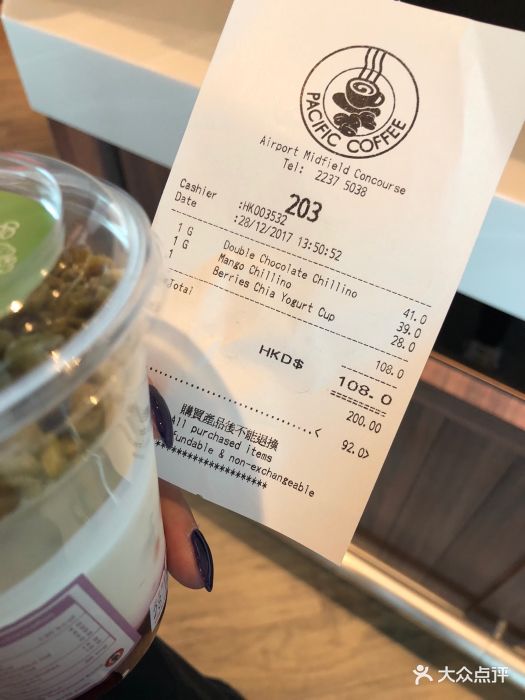 PACIFIC COFFEE
Airport Midfield Concourse
Tel: 2237 5038
203
Cashier :HK003532
Date :28/12/2017 13:50:52
1 G Double Chocolate Chillino 41.0
1 G Mango Chillino 39.0
1 Berries Chia Yogurt Cup 28.0
Total 108.0
HKD$ 108.0
200.00
< 92.0>
購買產品後不能退換
All purchased items
fundable & non-exchangeable
********************
大众点评